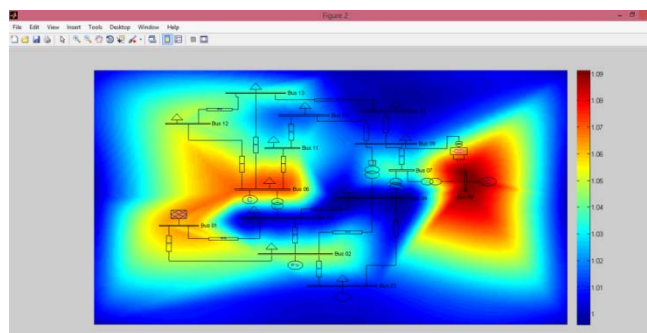 Figure 2
File Edit View Insert Tools Desktop Window Help
1.09
Bus 13
1.08
Bus 12
1.07
Bus 09
1.06
Bus 11
Bus 07
1.05
Bus 06
1.04
1.03
Bus 01
1.02
Bus 02
1.01
1